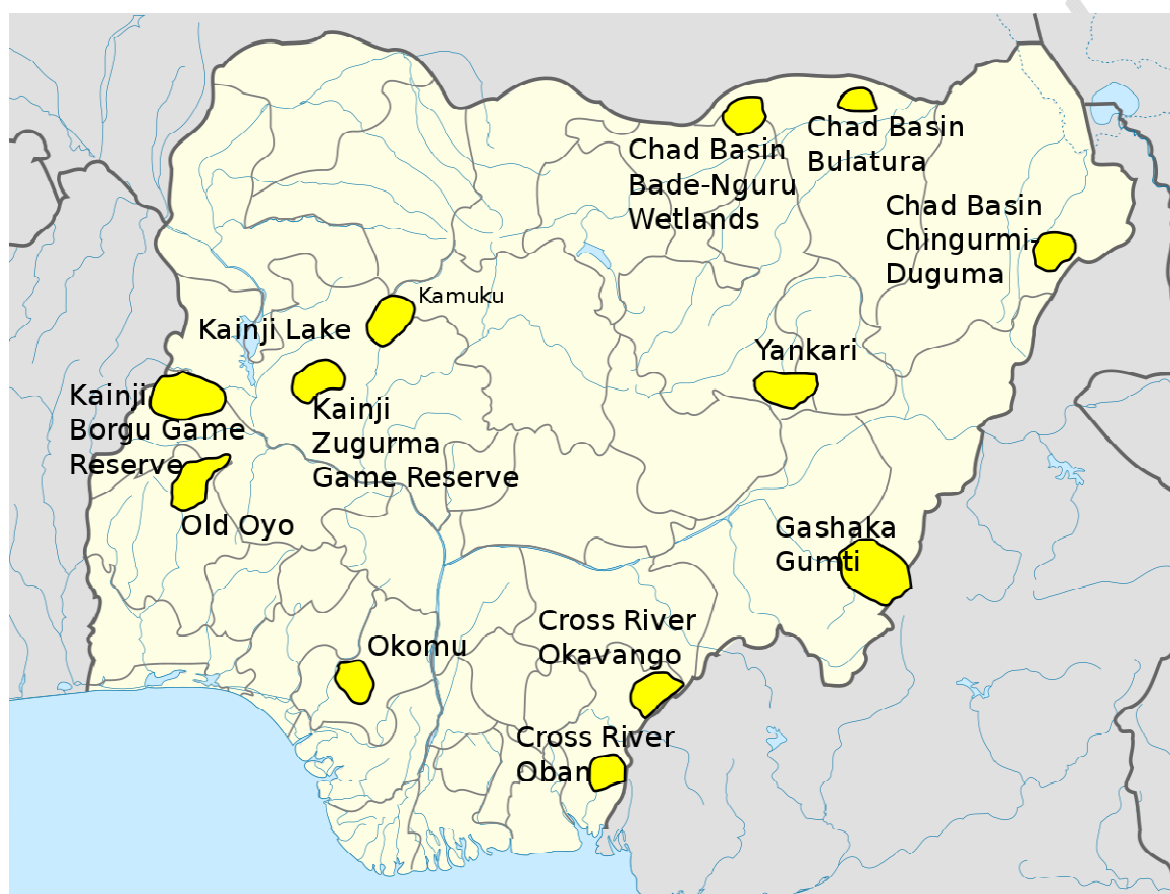 Chad Basin
Bulatura
Chad Basin
Bade-Nguru
Wetlands
Chad Basin
Chingurmi-
Duguma
Kamuku
Kainji Lake
Yankari
Kainji
Borgu Game
Reserve
Kainji
Zugurma
Game Reserve
Old Oyo
Gashaka
Gumti
Cross River
Okavango
Okomu
Cross River
Oban